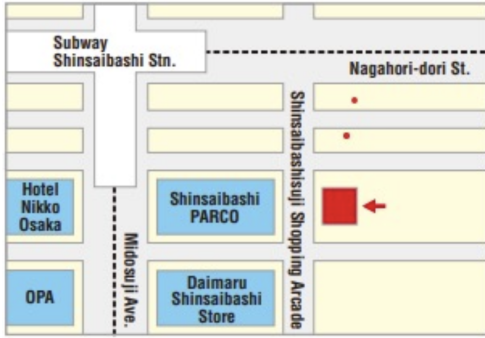 Subway
Shinsaibashi Stn.
Nagahori-dori St.
Shinsaibashisuji Shopping Arcade
Hotel
Nikko
Osaka
Shinsaibashi
PARCO
Midosuji Ave.
OPA
Daimaru
Shinsaibashi
Store